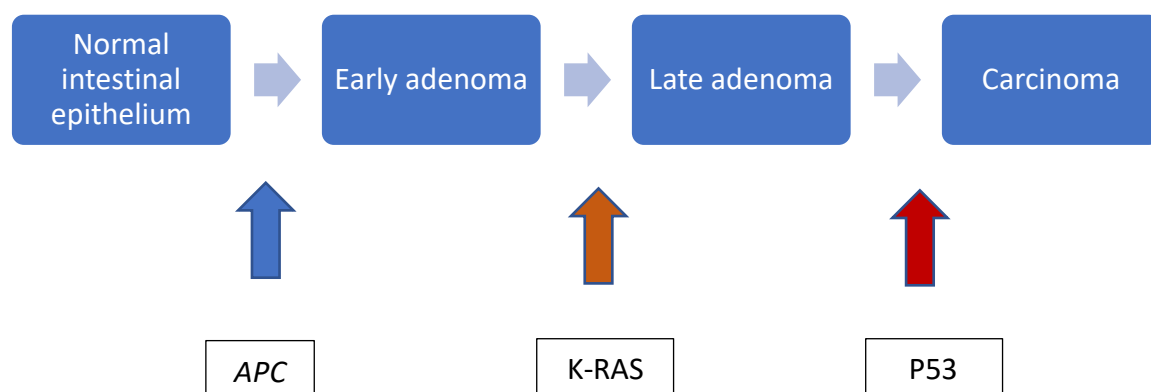 Normal
intestinal
epithelium
Early adenoma
Late adenoma
Carcinoma
APC
K-RAS
P53